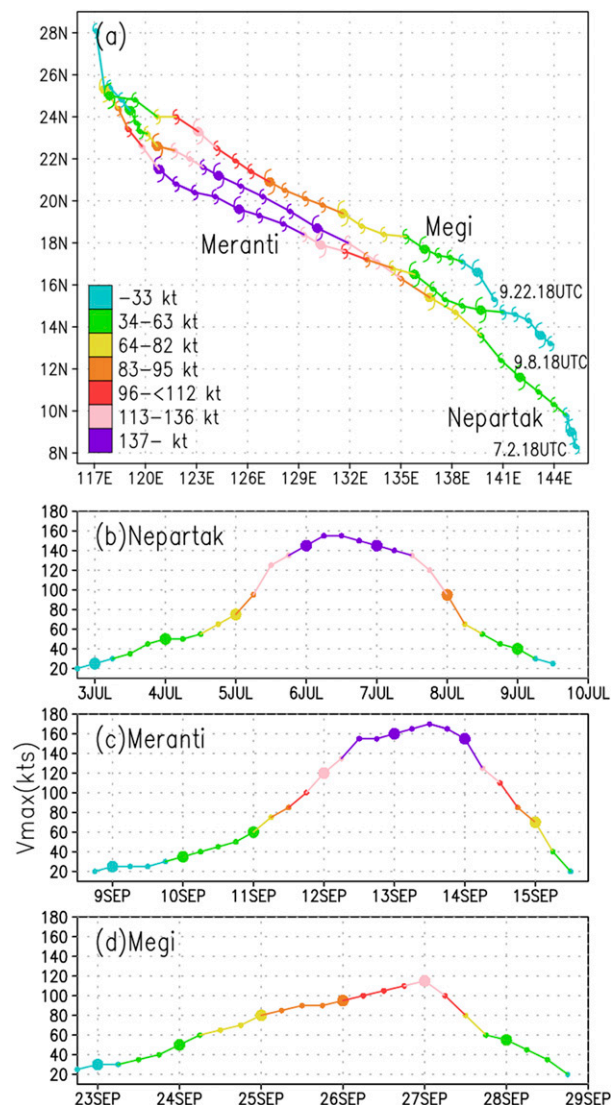 (a)
28N
26N
24N
22N
20N
18N
16N
14N
12N
10N
8N
Meranti
Megi
9.22.18UTC
9.8.18UTC
Nepartak
7.2.18UTC
-33 kt
34-63 kt
64-82 kt
83-95 kt
96-<112 kt
113-136 kt
137- kt
117E 120E 123E 126E 129E 132E 135E 138E 141E 144E
(b)Nepartak
180
160
140
120
100
80
60
40
20
3JUL 4JUL 5JUL 6JUL 7JUL 8JUL 9JUL 10JUL
(c)Meranti
Vmax(kts)
180
160
140
120
100
80
60
40
20
9SEP 10SEP 11SEP 12SEP 13SEP 14SEP 15SEP
(d)Megi
180
160
140
120
100
80
60
40
20
23SEP 24SEP 25SEP 26SEP 27SEP 28SEP 29SEP